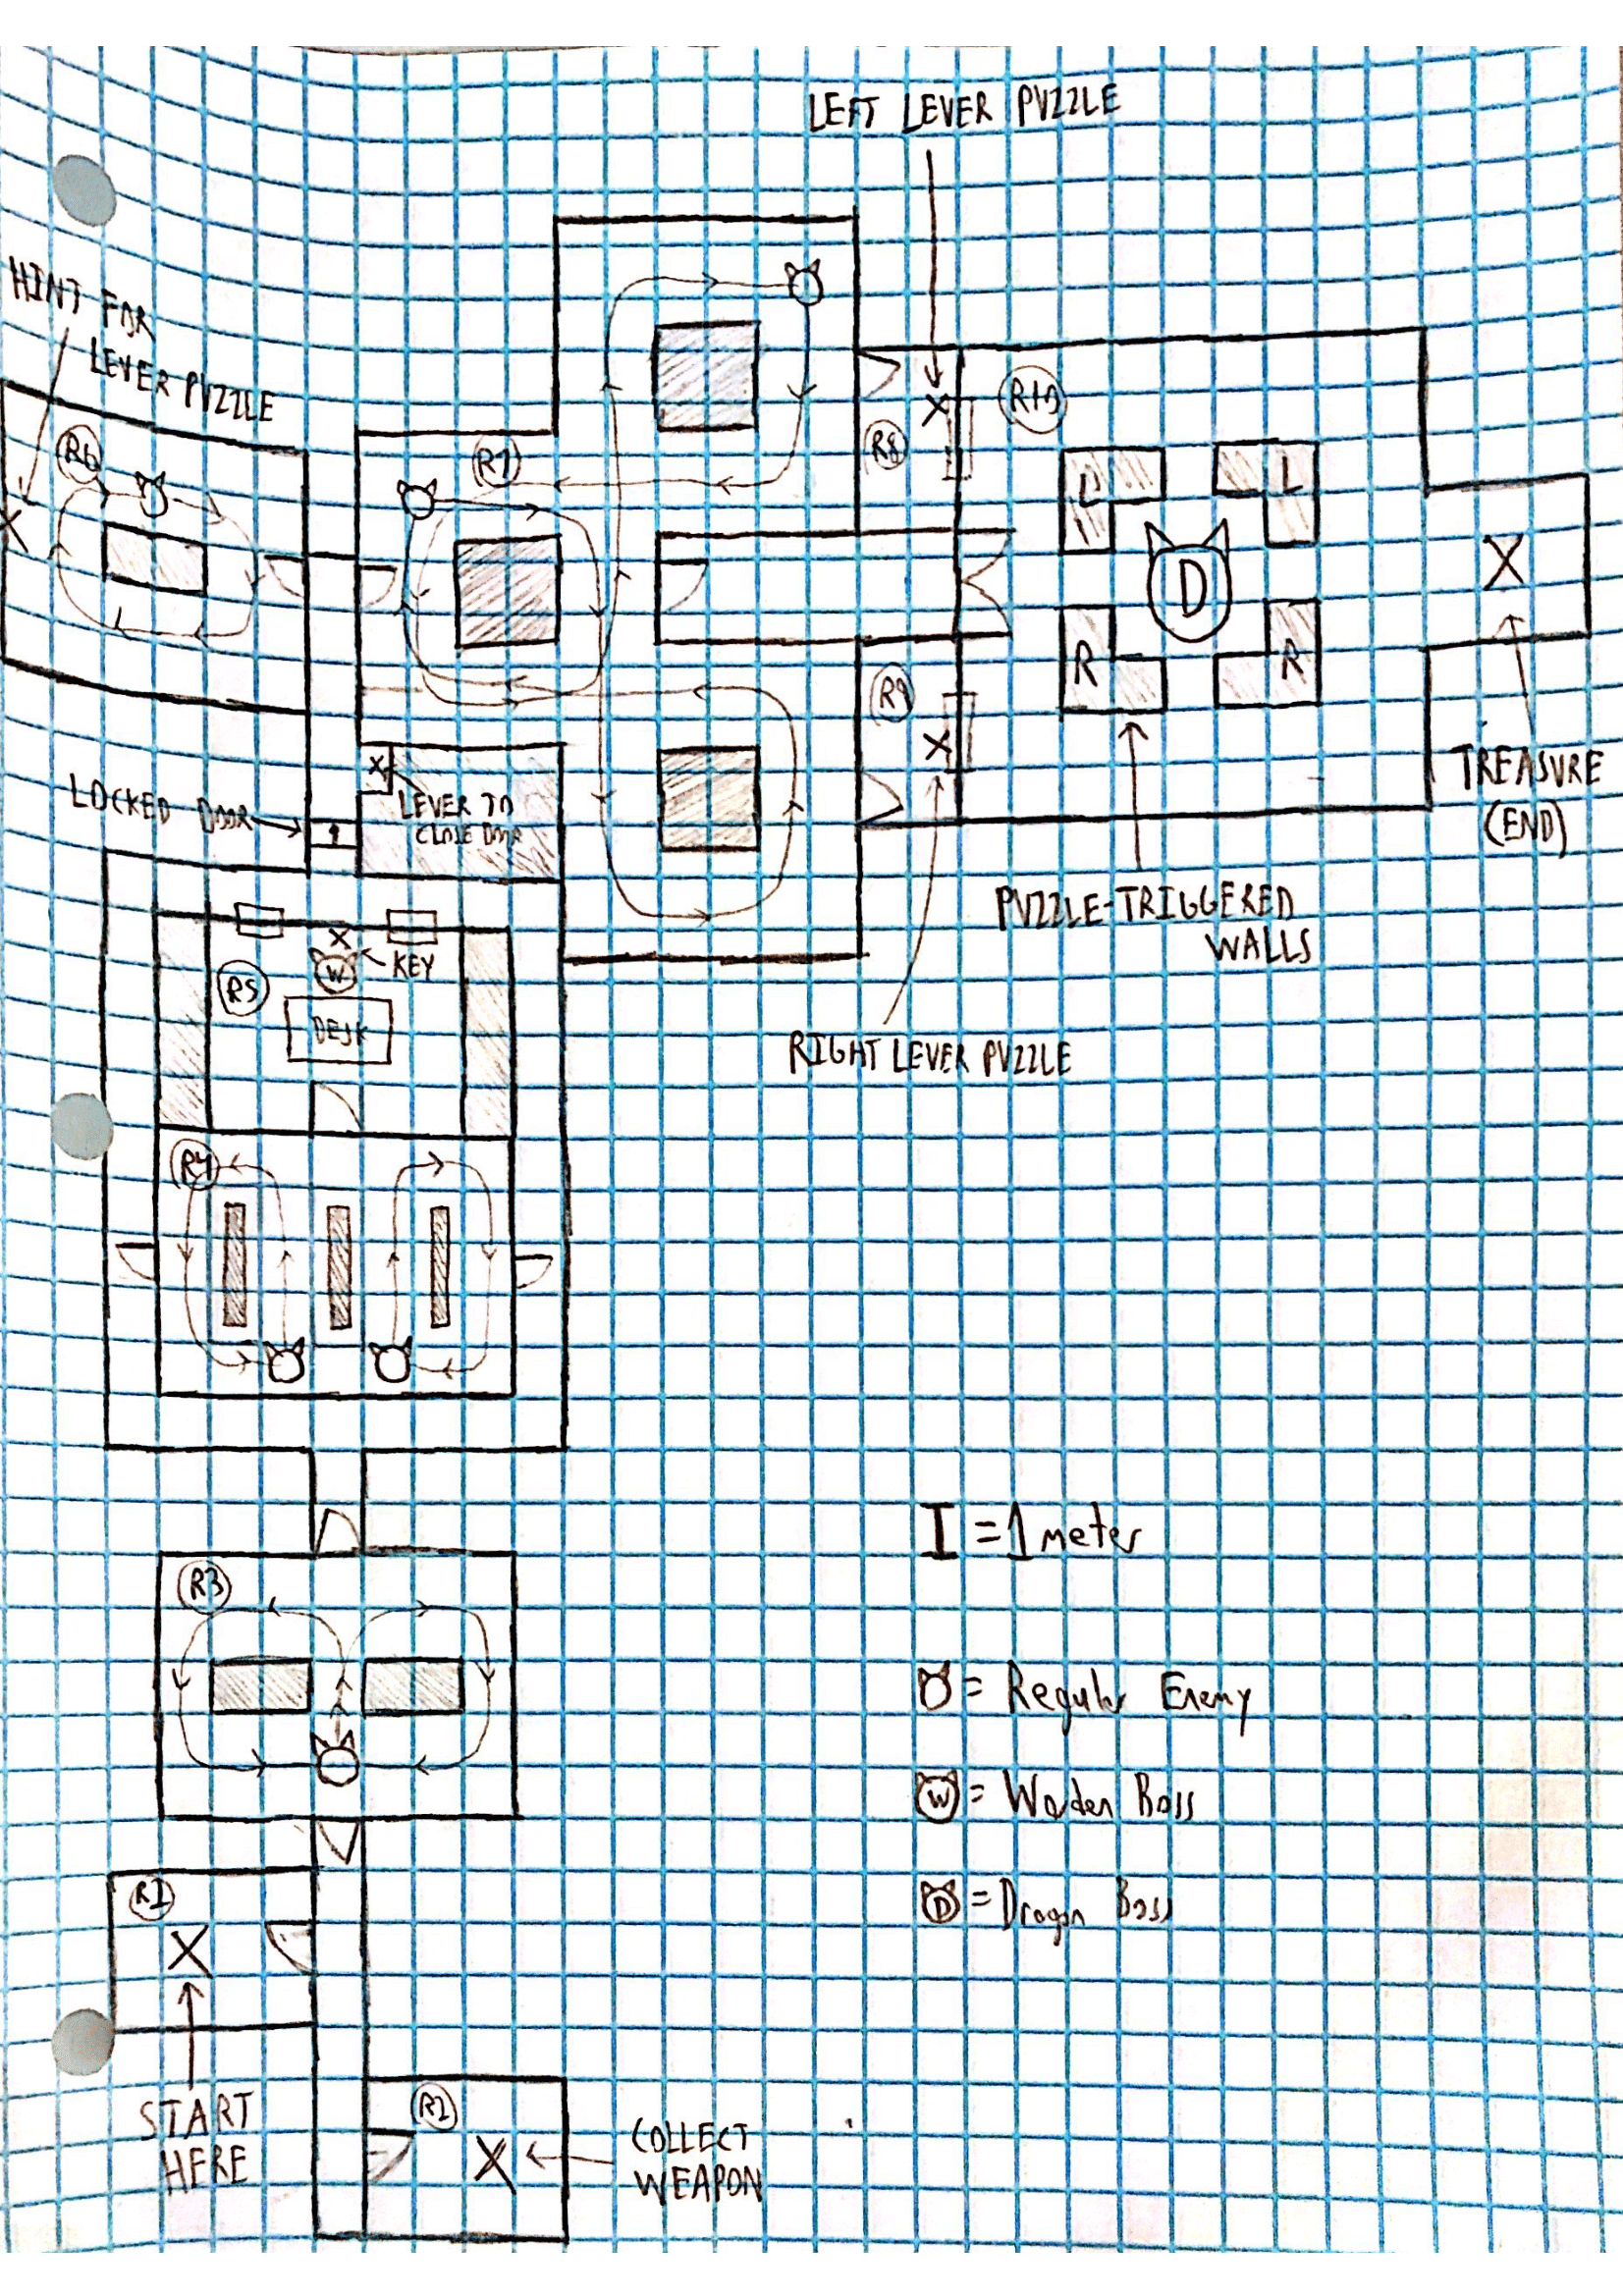 LEFT LEVER PUZZLE
HINT FOR
LEVER PUZZLE
R6
R7
R8
R10
L
L
D
X
R
R
R9
X
X
X
X
LEVER TO
CLOSE DOOR
LOCKED DOOR
TREASURE
(END)
PUZZLE-TRIGGERED
WALLS
X
W
KEY
R5
DESK
RIGHT LEVER PUZZLE
R4
I = 1 meter
R3
= Regular Enemy
W = Warden Boss
D = Dragon Boss
R1
X
START
HERE
R2
X
COLLECT
WEAPON